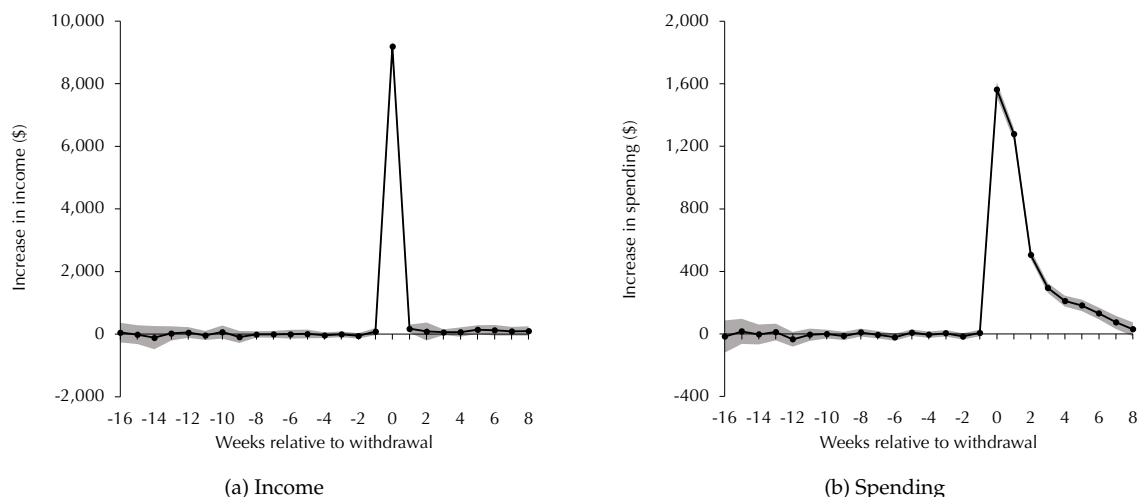 Increase in income ($)
10,000
8,000
6,000
4,000
2,000
0
-2,000
-16 -14 -12 -10 -8 -6 -4 -2 0 2 4 6 8
Weeks relative to withdrawal
(a) Income
Increase in spending ($)
2,000
1,600
1,200
800
400
0
-400
-16 -14 -12 -10 -8 -6 -4 -2 0 2 4 6 8
Weeks relative to withdrawal
(b) Spending